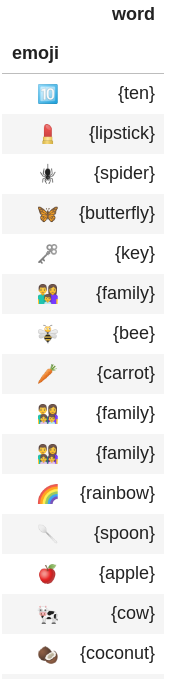 word
emoji
🔟 {ten}
💄 {lipstick}
🕷 {spider}
🦋 {butterfly}
🗝 {key}
👪 {family}
🐝 {bee}
🥕 {carrot}
👨‍👩‍👧‍👧 {family}
👨‍👩‍👧‍👧 {family}
🌈 {rainbow}
🥄 {spoon}
🍎 {apple}
🐄 {cow}
🥥 {coconut}